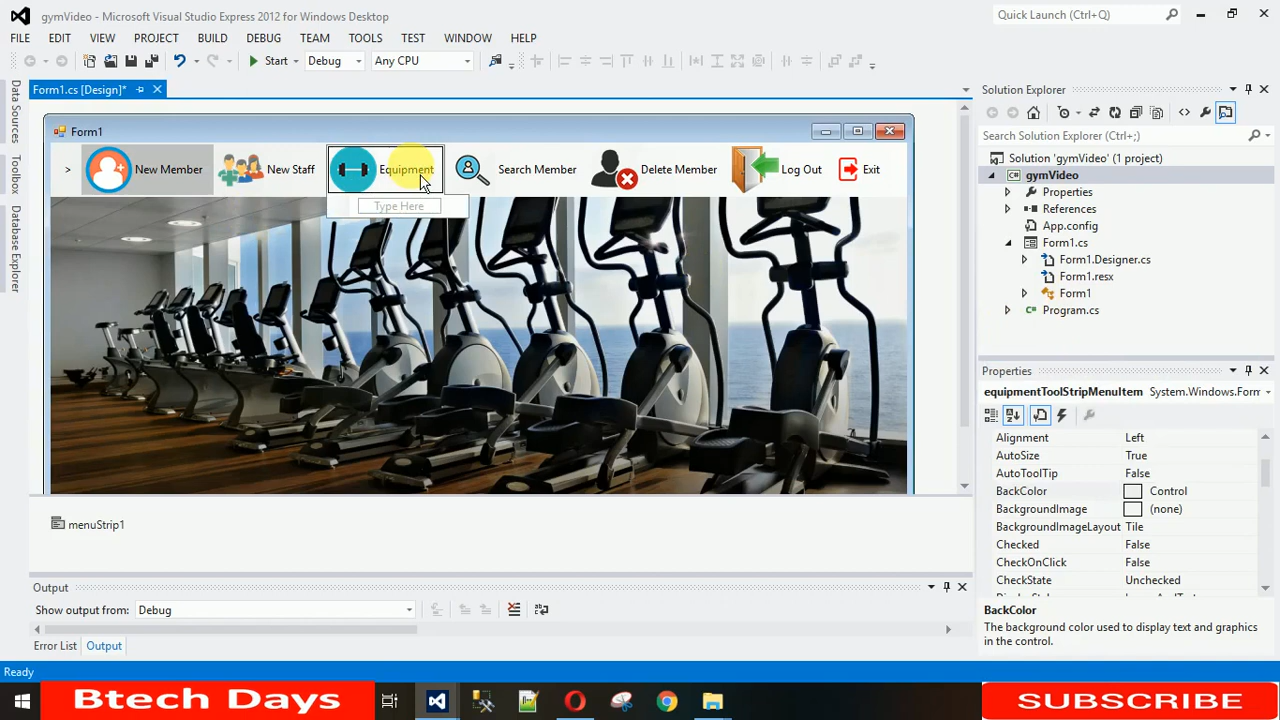 gymVideo - Microsoft Visual Studio Express 2012 for Windows Desktop
Quick Launch (Ctrl+Q)
FILE EDIT VIEW PROJECT BUILD DEBUG TEAM TOOLS TEST WINDOW HELP
Start Debug Any CPU
Data Sources
Toolbox
Database Explorer
Form1.cs [Design]*
Form1
> New Member New Staff Equipment Search Member Delete Member Log Out Exit
Type Here
menuStrip1
Output
Show output from: Debug
Error List Output
Solution Explorer
Search Solution Explorer (Ctrl+;)
Solution 'gymVideo' (1 project)
gymVideo
Properties
References
App.config
Form1.cs
Form1.Designer.cs
Form1.resx
Form1
Program.cs
Properties
equipmentToolStripMenuItem System.Windows.Form
Alignment Left
AutoSize True
AutoToolTip False
BackColor Control
BackgroundImage (none)
BackgroundImageLayout Tile
Checked False
CheckOnClick False
CheckState Unchecked
BackColor
The background color used to display text and graphics
in the control.
Ready
Btech Days
SUBSCRIBE